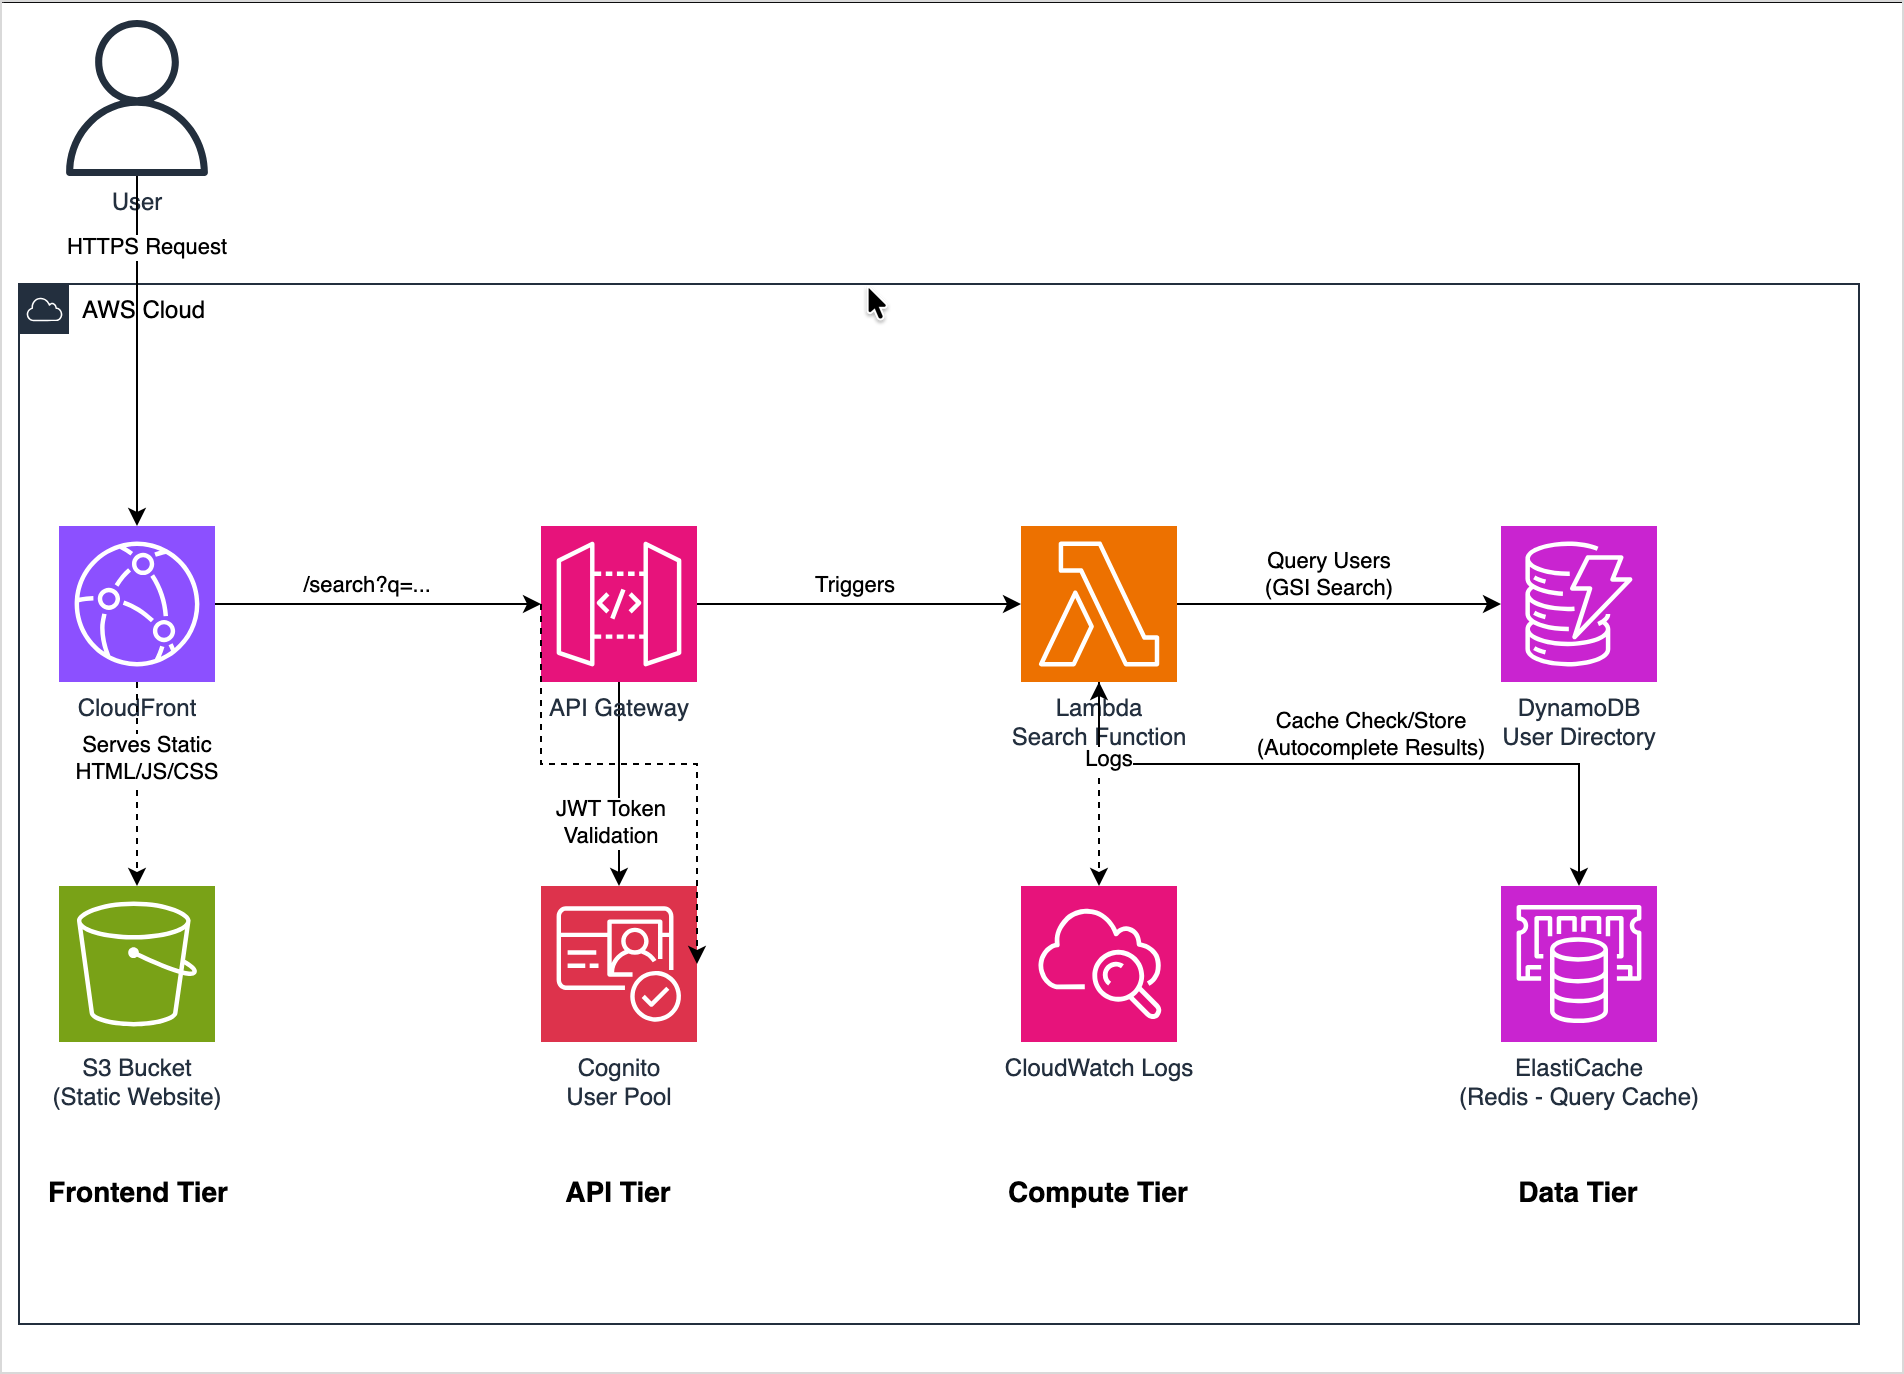 User
HTTPS Request
AWS Cloud
/search?q=...
Triggers
Query Users
(GSI Search)
CloudFront
API Gateway
Lambda
Search Function
DynamoDB
User Directory
Serves Static
HTML/JS/CSS
Cache Check/Store
(Autocomplete Results)
Logs
JWT Token
Validation
S3 Bucket
(Static Website)
Cognito
User Pool
CloudWatch Logs
ElastiCache
(Redis - Query Cache)
Frontend Tier
API Tier
Compute Tier
Data Tier